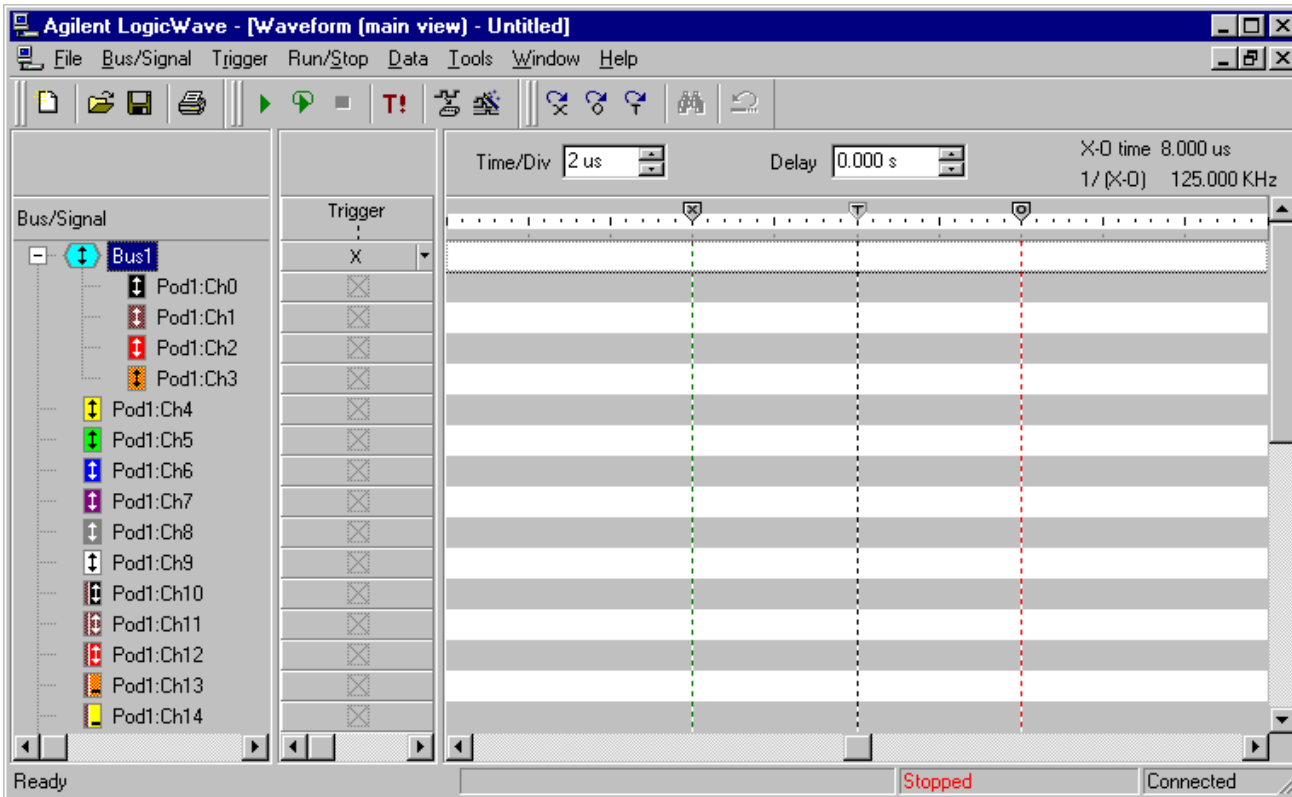 Agilent LogicWave - [Waveform (main view) - Untitled]
File Bus/Signal Trigger Run/Stop Data Tools Window Help
T!
X O T
Time/Div 2 us Delay 0.000 s X-O time 8.000 us
1/ (X-O) 125.000 KHz
Bus/Signal Trigger
X T O
Bus1 X
Pod1:Ch0
Pod1:Ch1
Pod1:Ch2
Pod1:Ch3
Pod1:Ch4
Pod1:Ch5
Pod1:Ch6
Pod1:Ch7
Pod1:Ch8
Pod1:Ch9
Pod1:Ch10
Pod1:Ch11
Pod1:Ch12
Pod1:Ch13
Pod1:Ch14
Ready Stopped Connected